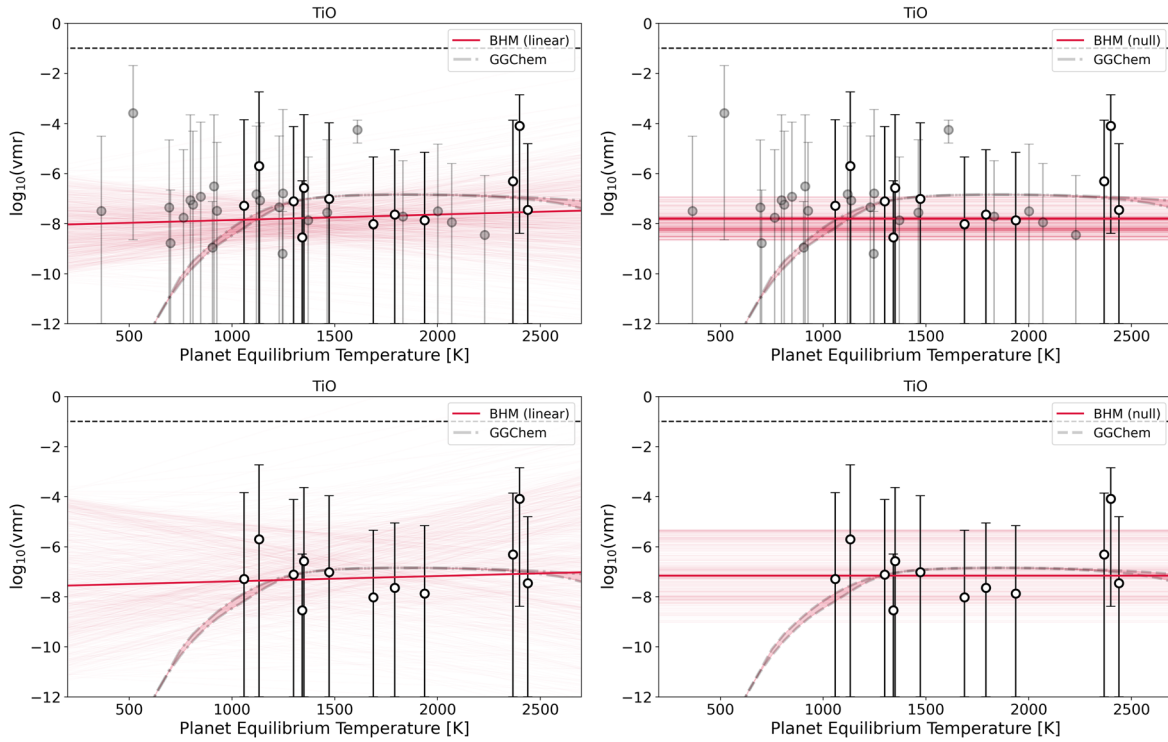 TiO
BHM (linear)
GGChem
log₁₀(vmr)
0
−2
−4
−6
−8
−10
−12
500 1000 1500 2000 2500
Planet Equilibrium Temperature [K]
TiO
BHM (null)
GGChem
log₁₀(vmr)
0
−2
−4
−6
−8
−10
−12
500 1000 1500 2000 2500
Planet Equilibrium Temperature [K]
TiO
BHM (linear)
GGChem
log₁₀(vmr)
0
−2
−4
−6
−8
−10
−12
500 1000 1500 2000 2500
Planet Equilibrium Temperature [K]
TiO
BHM (null)
GGChem
log₁₀(vmr)
0
−2
−4
−6
−8
−10
−12
500 1000 1500 2000 2500
Planet Equilibrium Temperature [K]